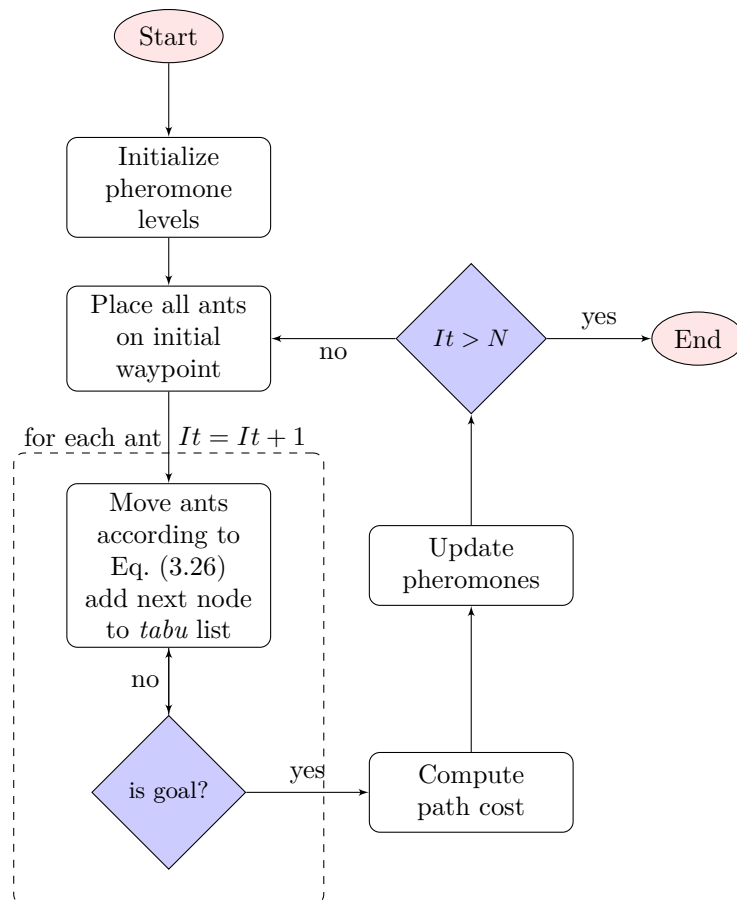 Start
Initialize
pheromone
levels
Place all ants
on initial
waypoint
no
It > N
yes
End
for each ant
It = It + 1
Move ants
according to
Eq. (3.26)
add next node
to tabu list
no
is goal?
yes
Compute
path cost
Update
pheromones